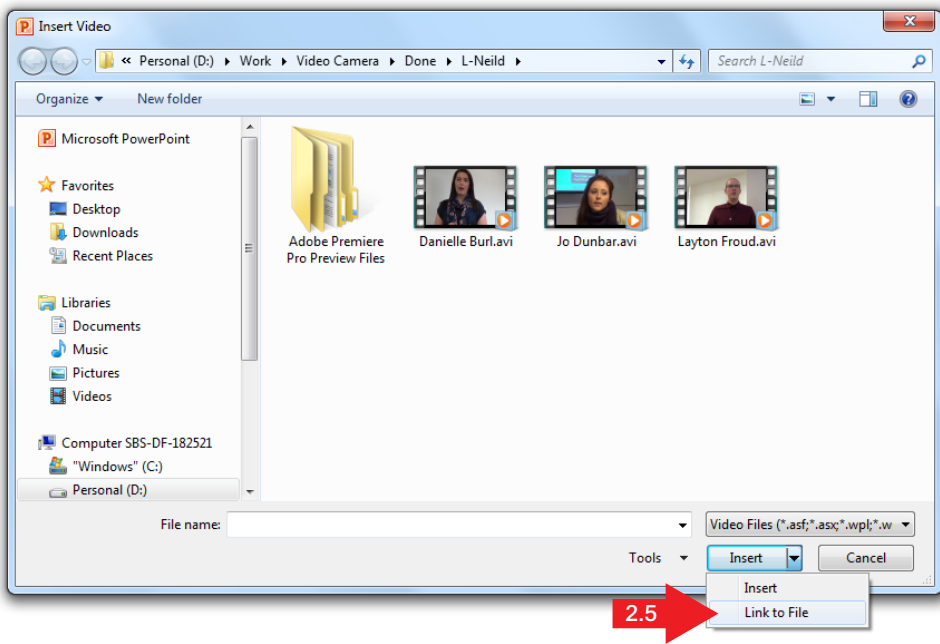 Insert Video
« Personal (D:) ▸ Work ▸ Video Camera ▸ Done ▸ L-Neild ▸
Search L-Neild
Organize
New folder
Microsoft PowerPoint
Favorites
Desktop
Downloads
Recent Places
Libraries
Documents
Music
Pictures
Videos
Computer SBS-DF-182521
"Windows" (C:)
Personal (D:)
Adobe Premiere
Pro Preview Files
Danielle Burl.avi
Jo Dunbar.avi
Layton Froud.avi
File name:
Video Files (*.asf;*.asx;*.wpl;*.w
Tools
Insert
Cancel
Insert
Link to File
2.5